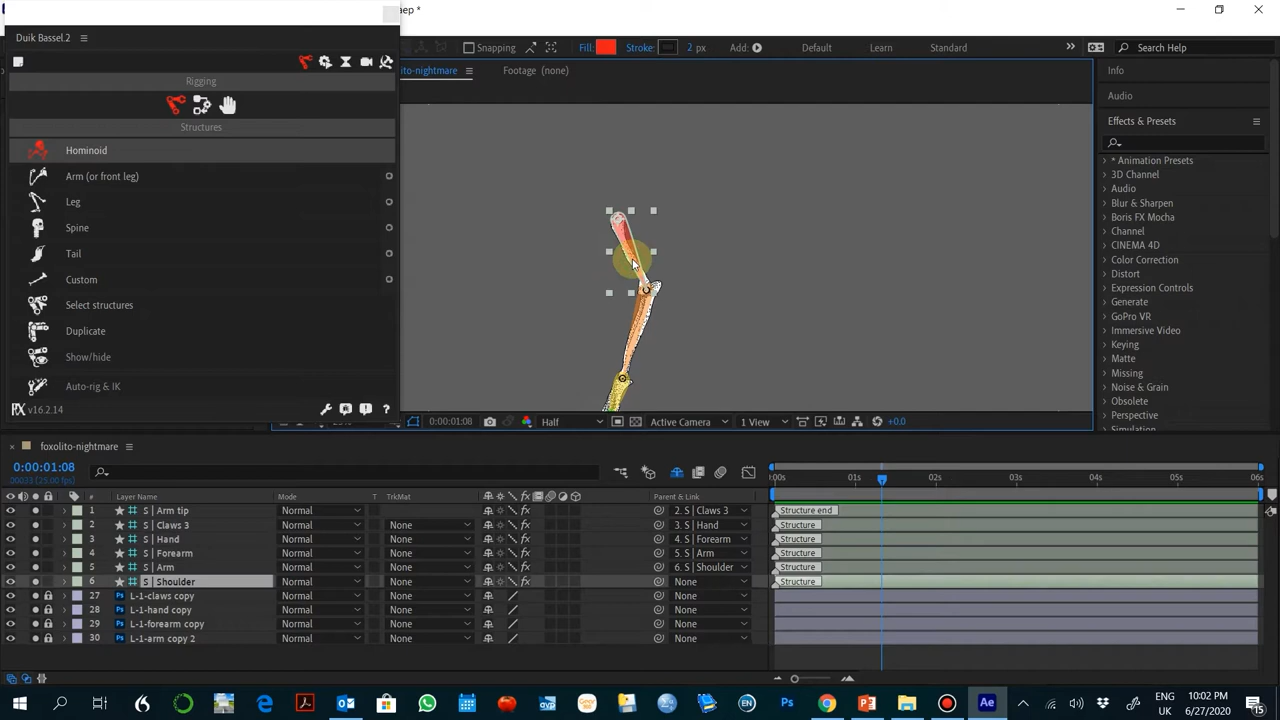 aep *
Duik Bassel.2
Snapping Fill: Stroke: 2 px Add: Default Learn Standard Search Help
lito-nightmare Footage (none)
Rigging
Structures
Hominoid
Arm (or front leg)
Leg
Spine
Tail
Custom
Select structures
Duplicate
Show/hide
Auto-rig & IK
v16.2.14
0:00:01:08 Half Active Camera 1 View +0.0
Info
Audio
Effects & Presets
* Animation Presets
3D Channel
Audio
Blur & Sharpen
Boris FX Mocha
Channel
CINEMA 4D
Color Correction
Distort
Expression Controls
Generate
GoPro VR
Immersive Video
Keying
Matte
Missing
Noise & Grain
Obsolete
Perspective
foxolito-nightmare
0:00:01:08
00033 (25.00 fps)
:00s 01s 02s 03s 04s 05s 06s
# Layer Name Mode T TrkMat Parent & Link
1 S | Arm tip Normal 2. S | Claws 3 Structure end
2 S | Claws 3 Normal None 3. S | Hand Structure
3 S | Hand Normal None 4. S | Forearm Structure
4 S | Forearm Normal None 5. S | Arm Structure
5 S | Arm Normal None 6. S | Shoulder Structure
6 S | Shoulder Normal None None Structure
27 L-1-claws copy Normal None None
28 L-1-hand copy Normal None None
29 L-1-forearm copy Normal None None
30 L-1-arm copy 2 Normal None None
ENG 10:02 PM
UK 6/27/2020 15